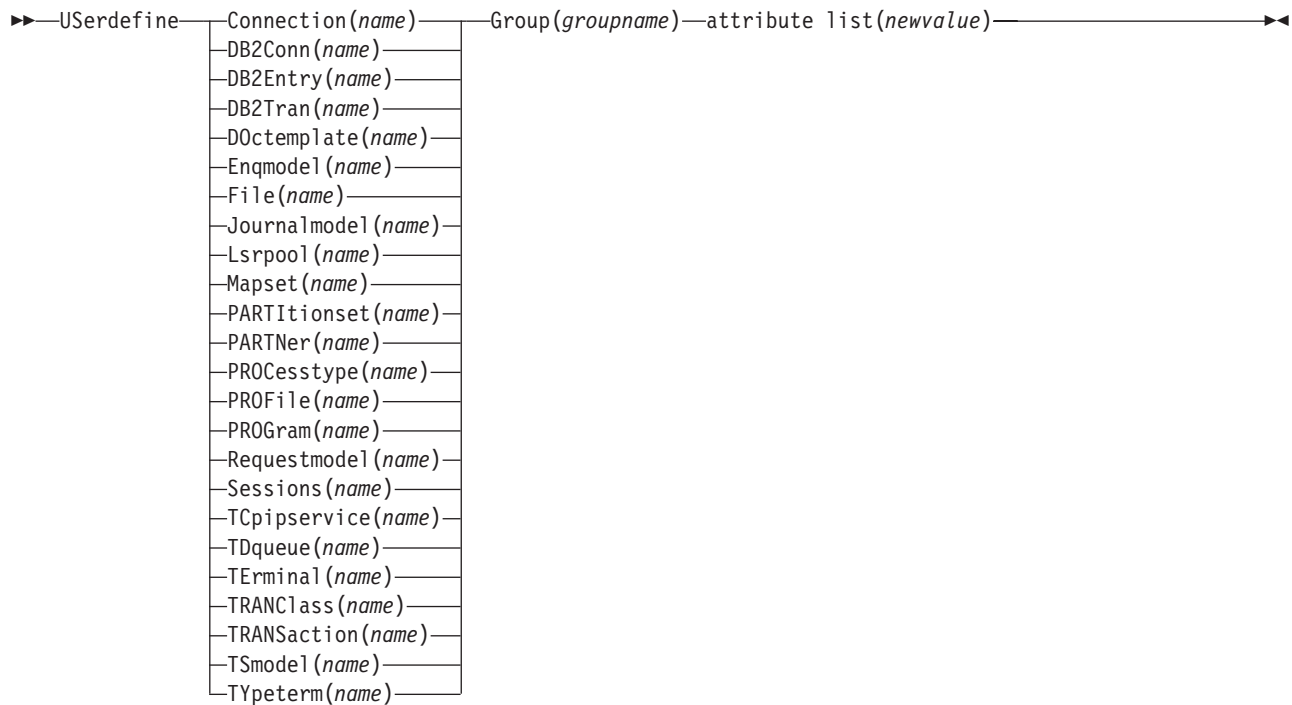 USerdefine Connection(name) Group(groupname) attribute list(newvalue)
DB2Conn(name)
DB2Entry(name)
DB2Tran(name)
DOctemplate(name)
Enqmodel(name)
File(name)
Journalmodel(name)
Lsrpool(name)
Mapset(name)
PARTItionset(name)
PARTNer(name)
PROCesstype(name)
PROFile(name)
PROGram(name)
Requestmodel(name)
Sessions(name)
TCpipservice(name)
TDqueue(name)
TErminal(name)
TRANClass(name)
TRANSaction(name)
TSmodel(name)
TYpeterm(name)